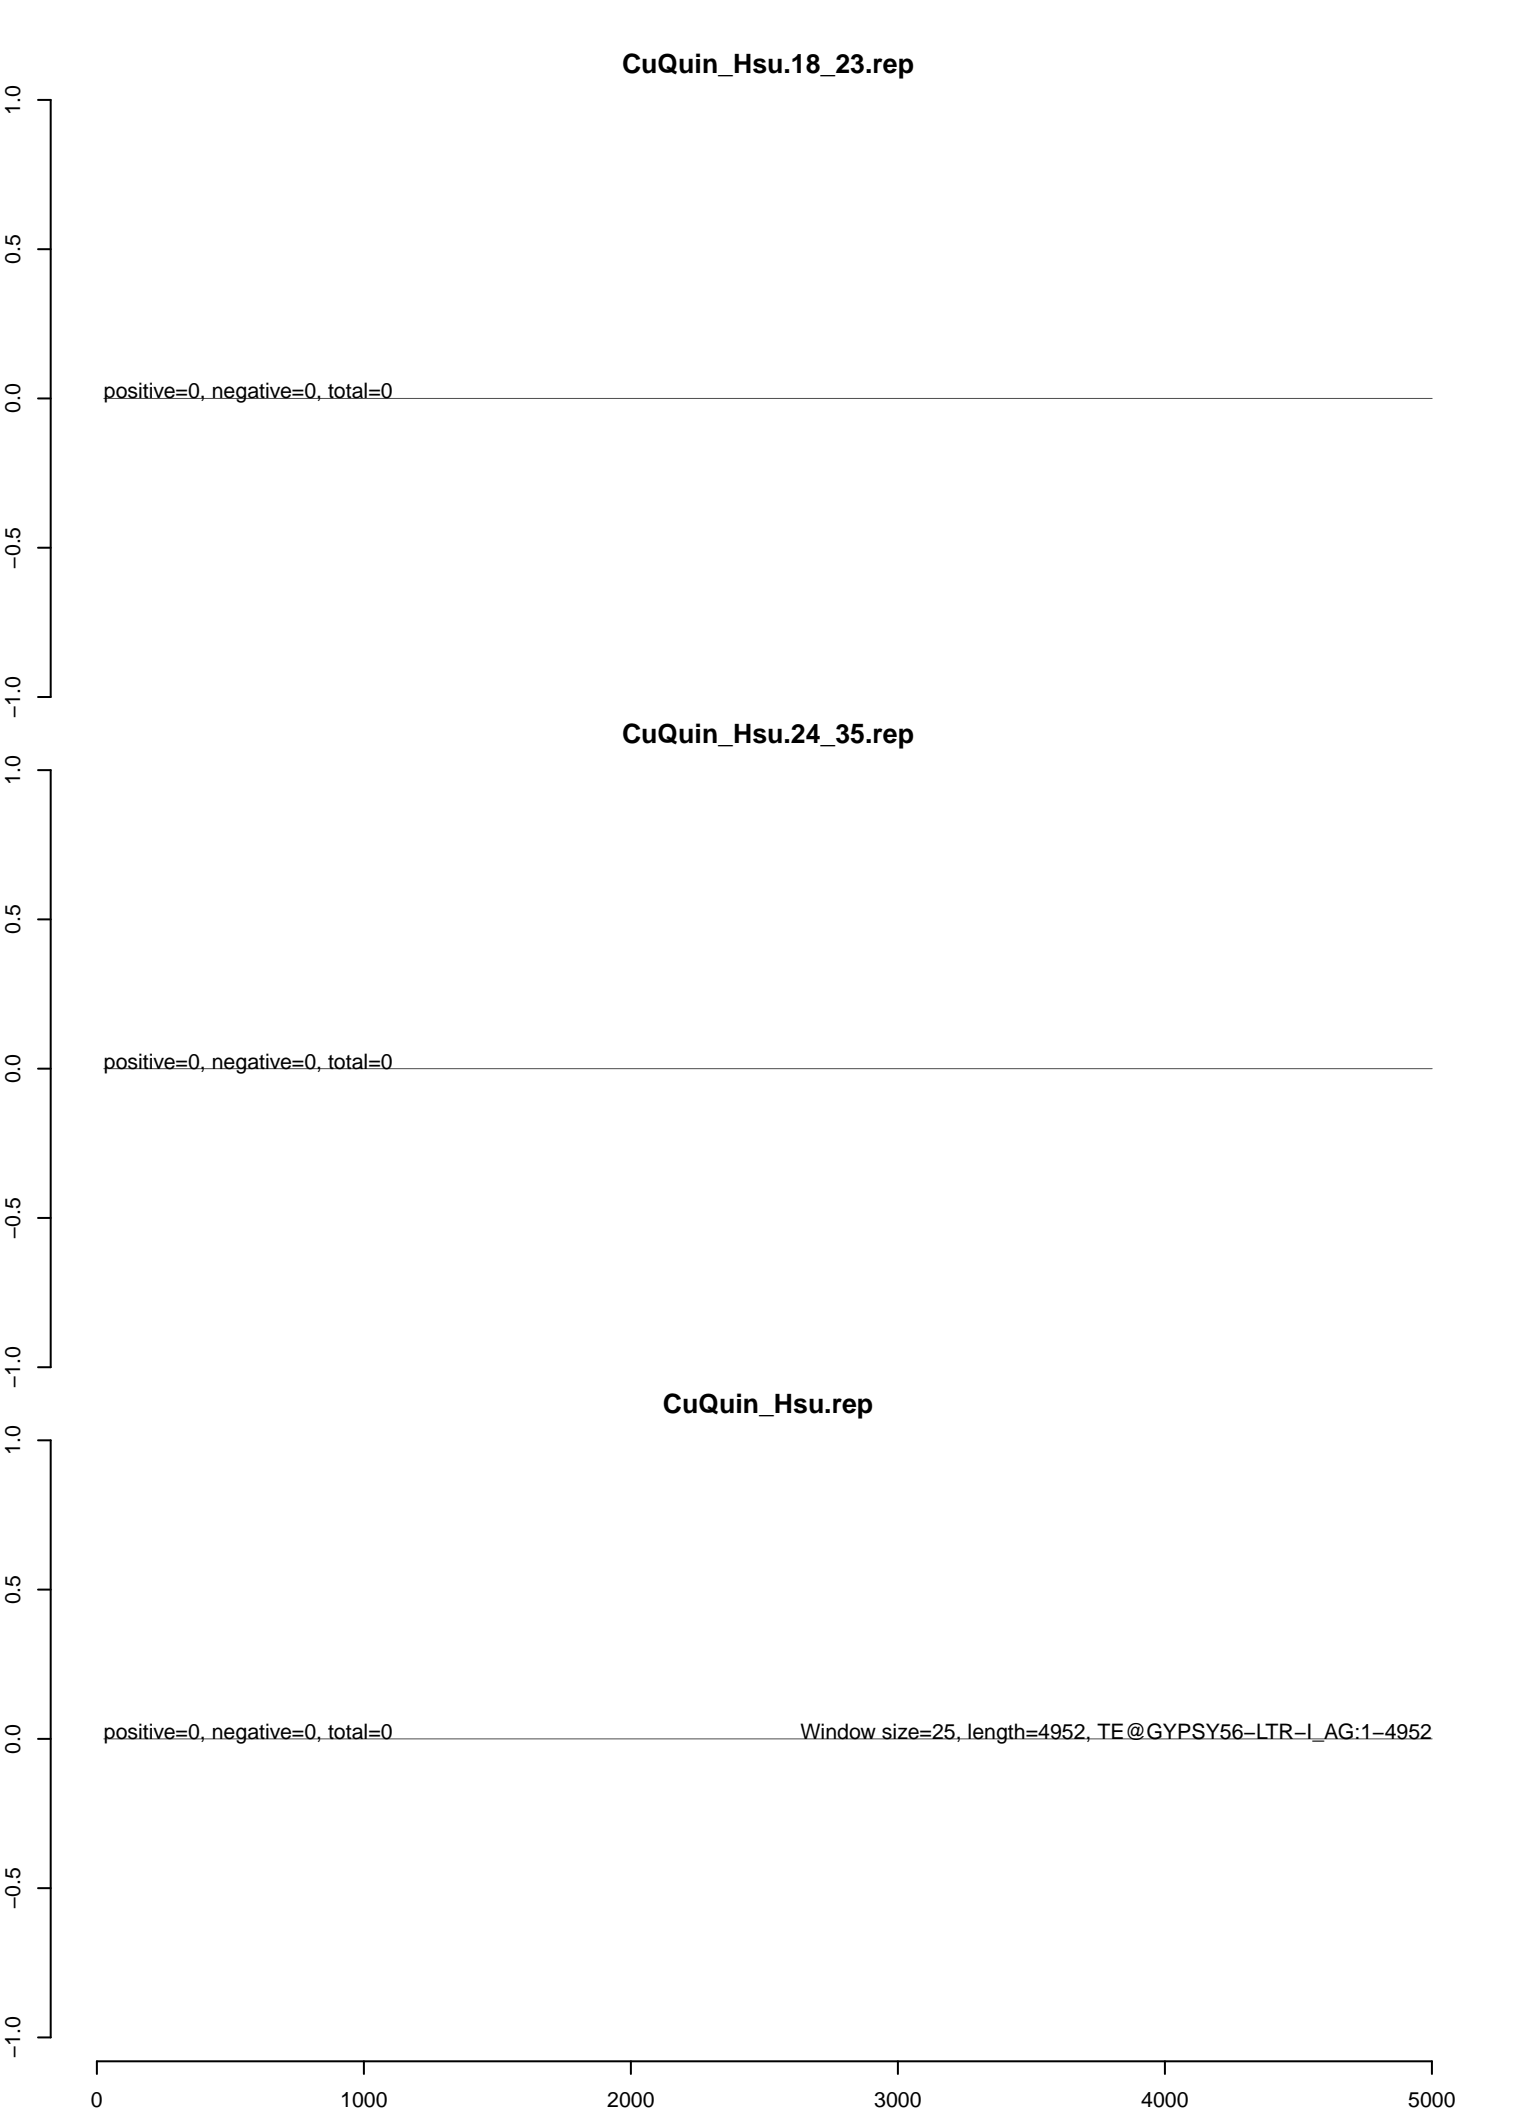 CuQuin_Hsu.18_23.rep
1.0
0.5
0.0
−0.5
−1.0
positive=0, negative=0, total=0
CuQuin_Hsu.24_35.rep
1.0
0.5
0.0
−0.5
−1.0
positive=0, negative=0, total=0
CuQuin_Hsu.rep
1.0
0.5
0.0
−0.5
−1.0
positive=0, negative=0, total=0
Window size=25, length=4952, TE@GYPSY56−LTR−I_AG:1−4952
0 1000 2000 3000 4000 5000